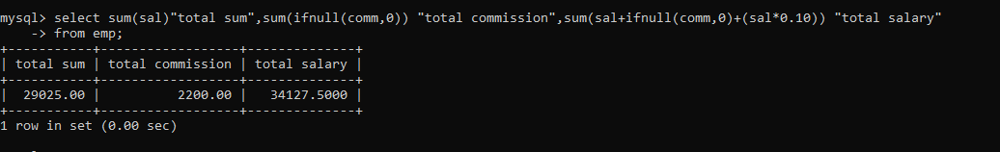 mysql> select sum(sal)"total sum",sum(ifnull(comm,0)) "total commission",sum(sal+ifnull(comm,0)+(sal*0.10)) "total salary"
    -> from emp;
+-----------+------------------+--------------+
| total sum | total commission | total salary |
+-----------+------------------+--------------+
|  29025.00 |          2200.00 |   34127.5000 |
+-----------+------------------+--------------+
1 row in set (0.00 sec)